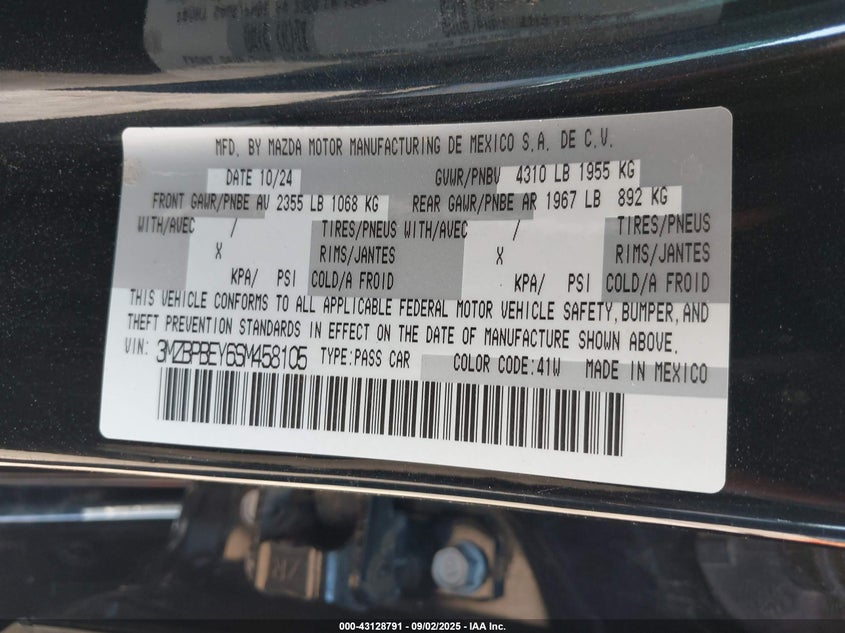 MFD. BY MAZDA MOTOR MANUFACTURING DE MEXICO S.A. DE C.V.
DATE 10/24 GVWR/PNBV 4310 LB 1955 KG
FRONT GAWR/PNBE AV 2355 LB 1068 KG REAR GAWR/PNBE AR 1967 LB 892 KG
WITH/AVEC / TIRES/PNEUS WITH/AVEC / TIRES/PNEUS
X RIMS/JANTES X RIMS/JANTES
KPA/ PSI COLD/A FROID KPA/ PSI COLD/A FROID
THIS VEHICLE CONFORMS TO ALL APPLICABLE FEDERAL MOTOR VEHICLE SAFETY, BUMPER, AND
THEFT PREVENTION STANDARDS IN EFFECT ON THE DATE OF MANUFACTURE SHOWN ABOVE.
VIN: 3MZBPBEY6SM458105 TYPE:PASS CAR COLOR CODE:41W MADE IN MEXICO
000-43128791 - 09/02/2025 - IAA Inc.